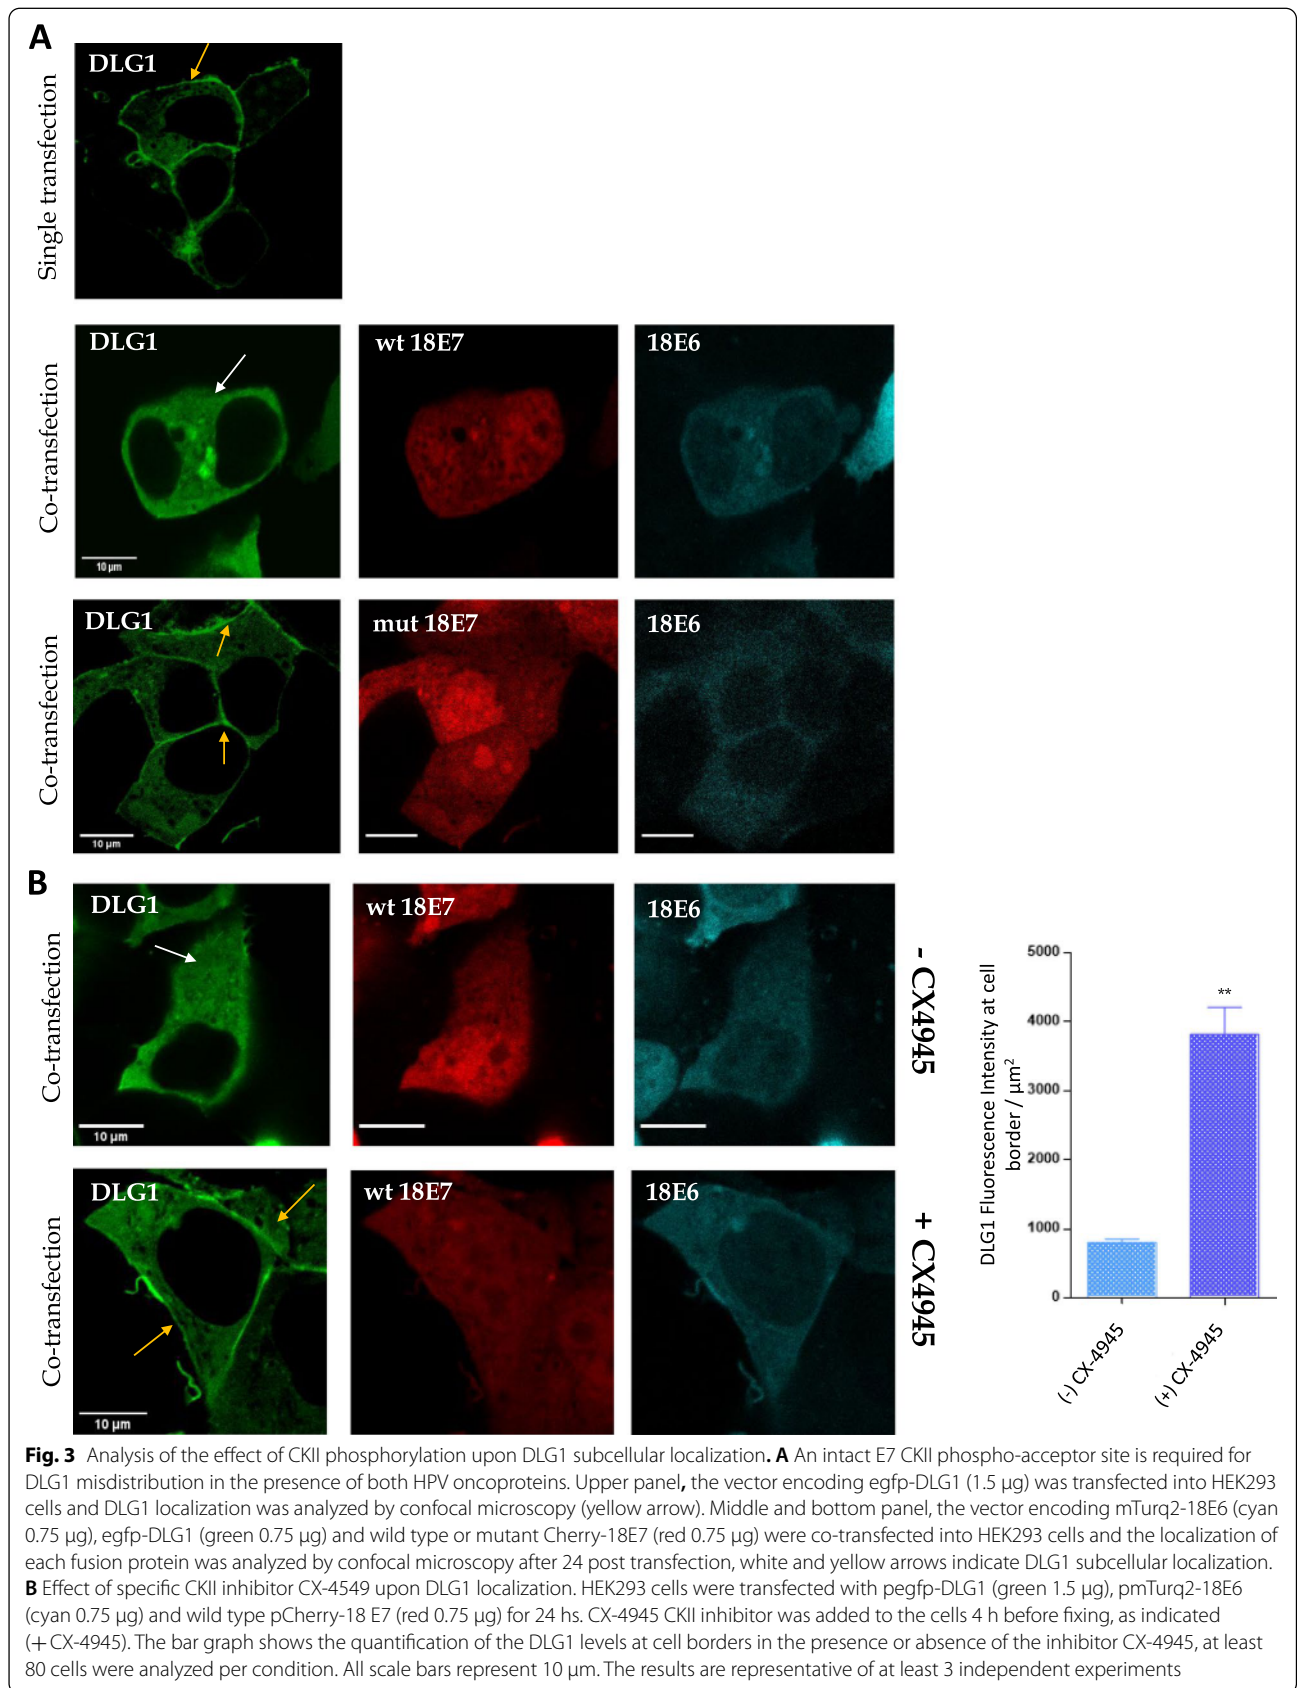 A
Single transfection
DLG1
Co-transfection
DLG1
10 µm
wt 18E7
18E6
Co-transfection
DLG1
10 µm
mut 18E7
18E6
B
Co-transfection
DLG1
10 µm
wt 18E7
18E6
- CX4945
Co-transfection
DLG1
10 µm
wt 18E7
18E6
+ CX4945
DLG1 Fluorescence Intensity at cell
border / µm²
5000
4000
3000
2000
1000
0
**
(-) CX-4945
(+) CX-4945
Fig. 3 Analysis of the effect of CKII phosphorylation upon DLG1 subcellular localization. A An intact E7 CKII phospho-acceptor site is required for
DLG1 misdistribution in the presence of both HPV oncoproteins. Upper panel, the vector encoding egfp-DLG1 (1.5 µg) was transfected into HEK293
cells and DLG1 localization was analyzed by confocal microscopy (yellow arrow). Middle and bottom panel, the vector encoding mTurq2-18E6 (cyan
0.75 µg), egfp-DLG1 (green 0.75 µg) and wild type or mutant Cherry-18E7 (red 0.75 µg) were co-transfected into HEK293 cells and the localization of
each fusion protein was analyzed by confocal microscopy after 24 post transfection, white and yellow arrows indicate DLG1 subcellular localization.
B Effect of specific CKII inhibitor CX-4549 upon DLG1 localization. HEK293 cells were transfected with pegfp-DLG1 (green 1.5 µg), pmTurq2-18E6
(cyan 0.75 µg) and wild type pCherry-18 E7 (red 0.75 µg) for 24 hs. CX-4945 CKII inhibitor was added to the cells 4 h before fixing, as indicated
(+ CX-4945). The bar graph shows the quantification of the DLG1 levels at cell borders in the presence or absence of the inhibitor CX-4945, at least
80 cells were analyzed per condition. All scale bars represent 10 µm. The results are representative of at least 3 independent experiments